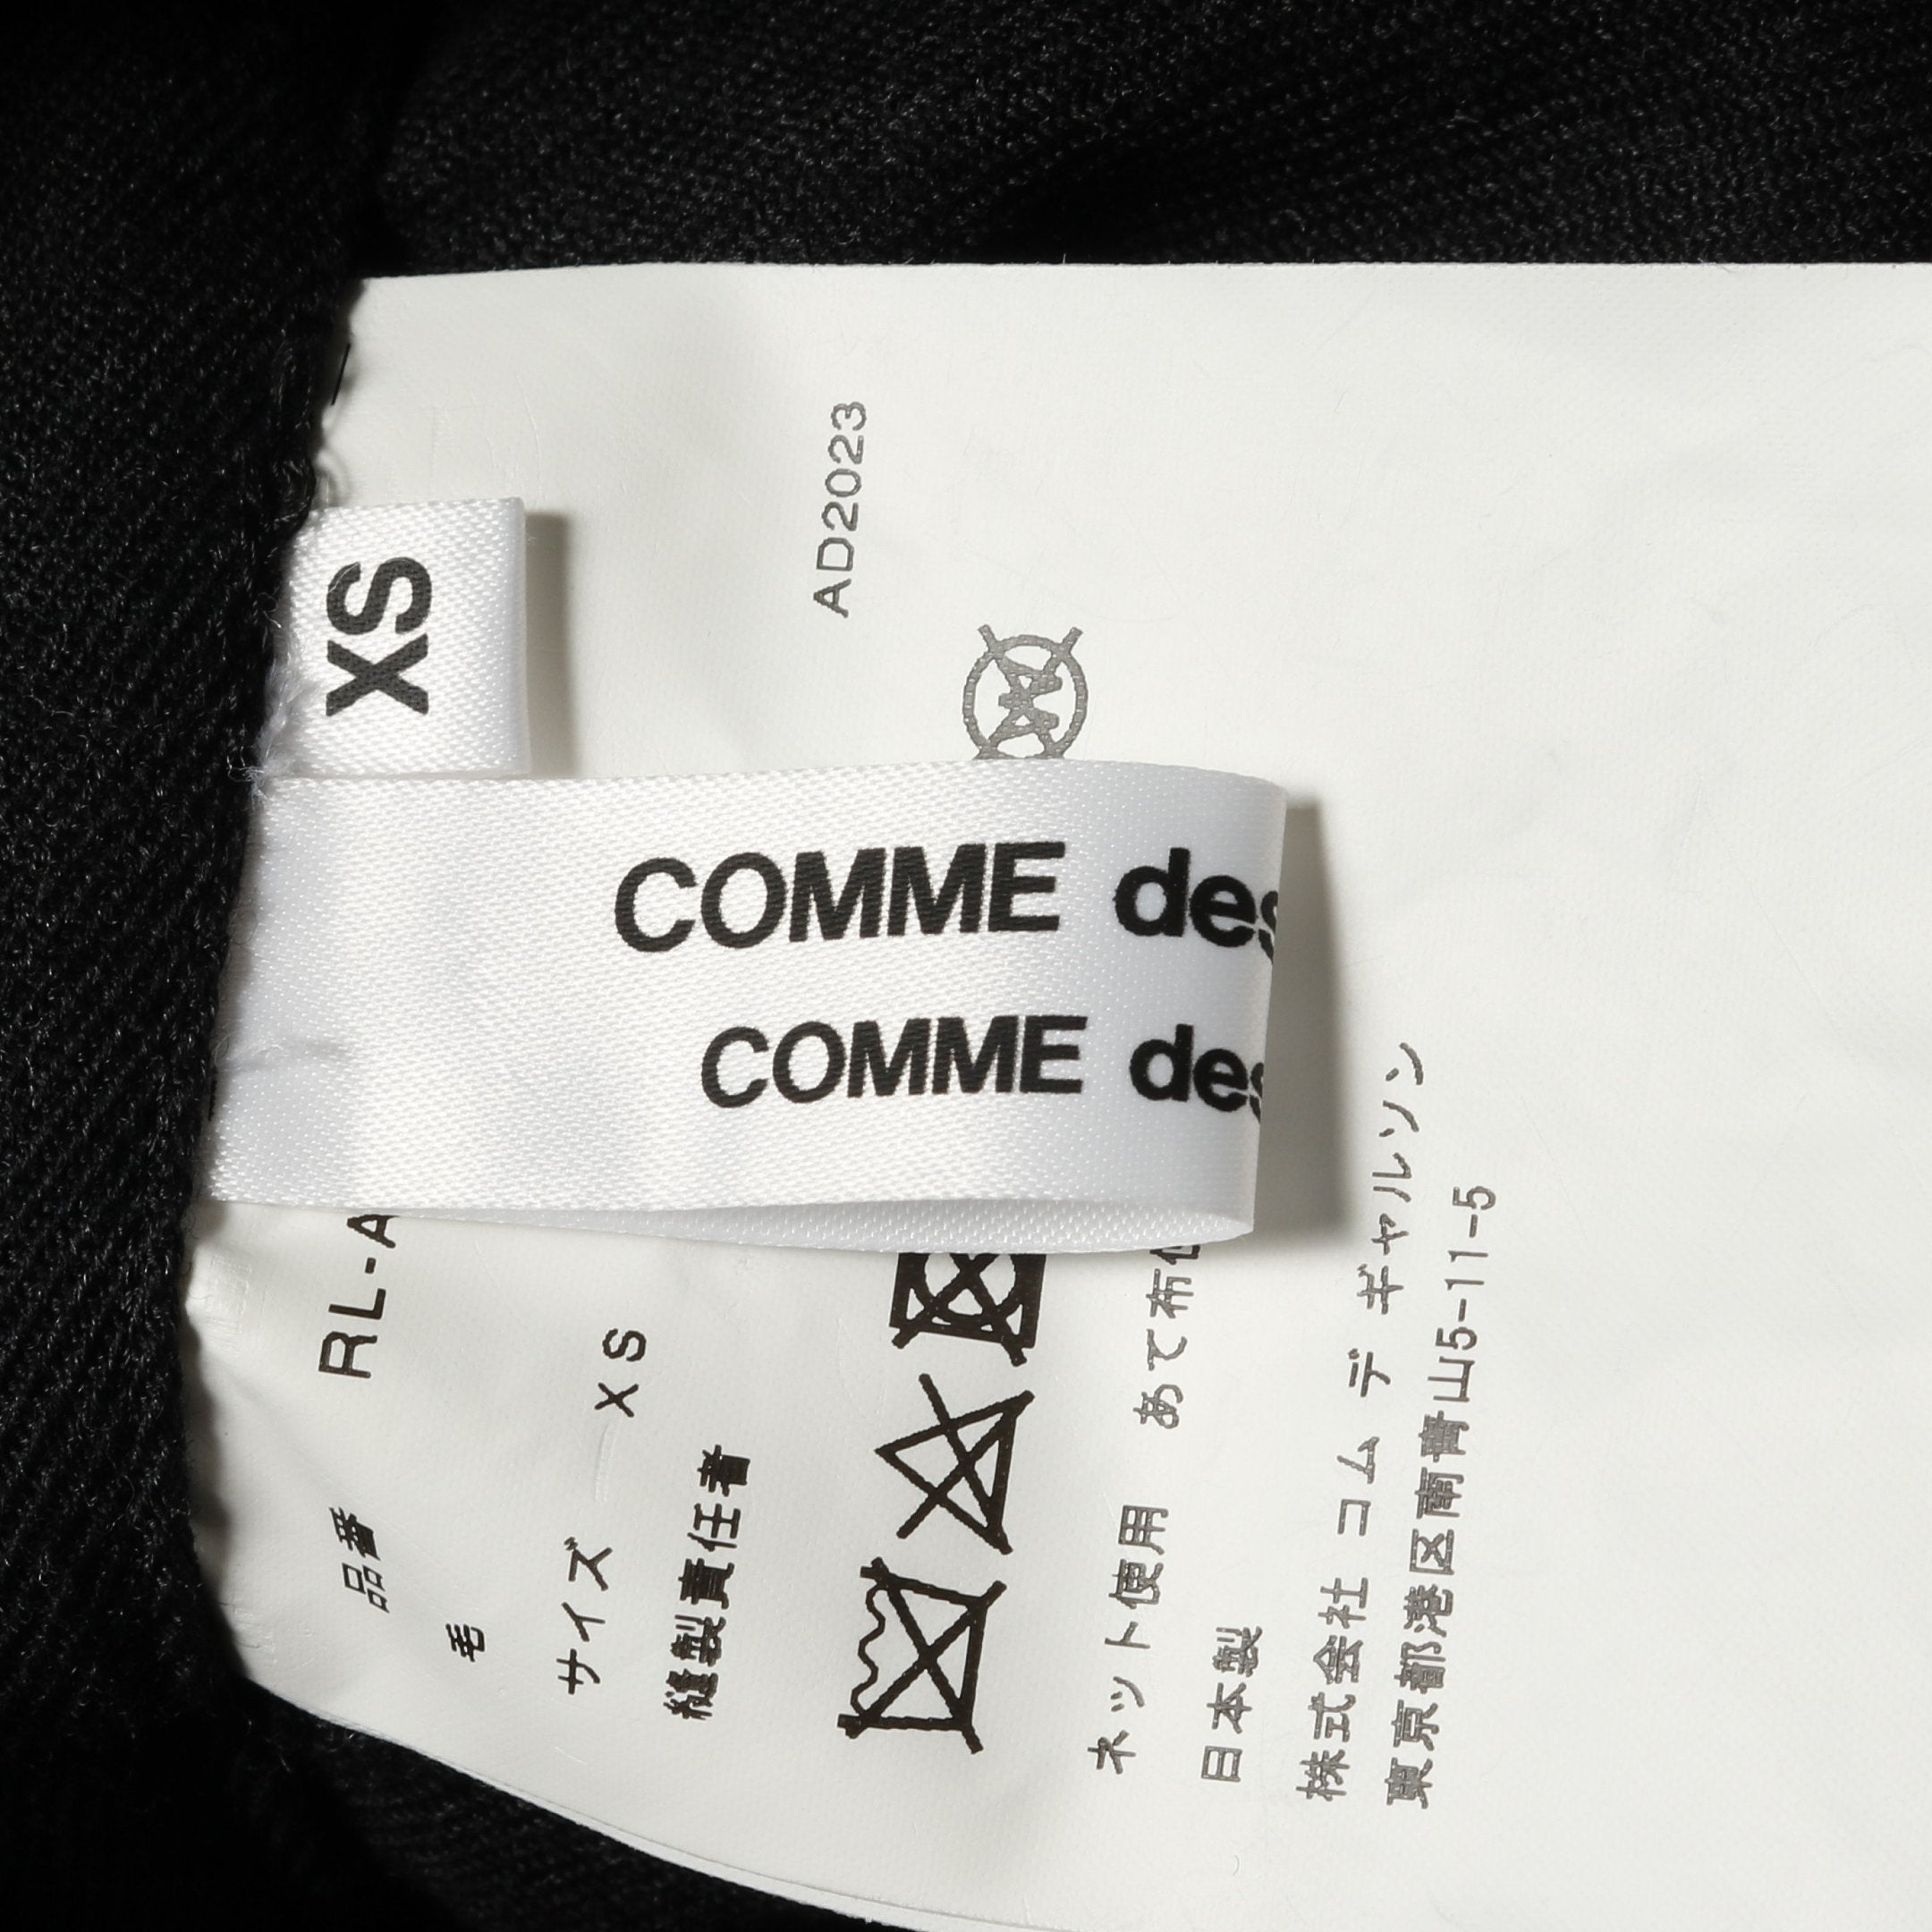 XS
COMME des
COMME des
品番 RL-A
毛
サイズ XS
縫製責任者
AD2023
ネット使用 あて布
日本製
株式会社 コム デ ギャルソン
東京都港区南青山5-11-5